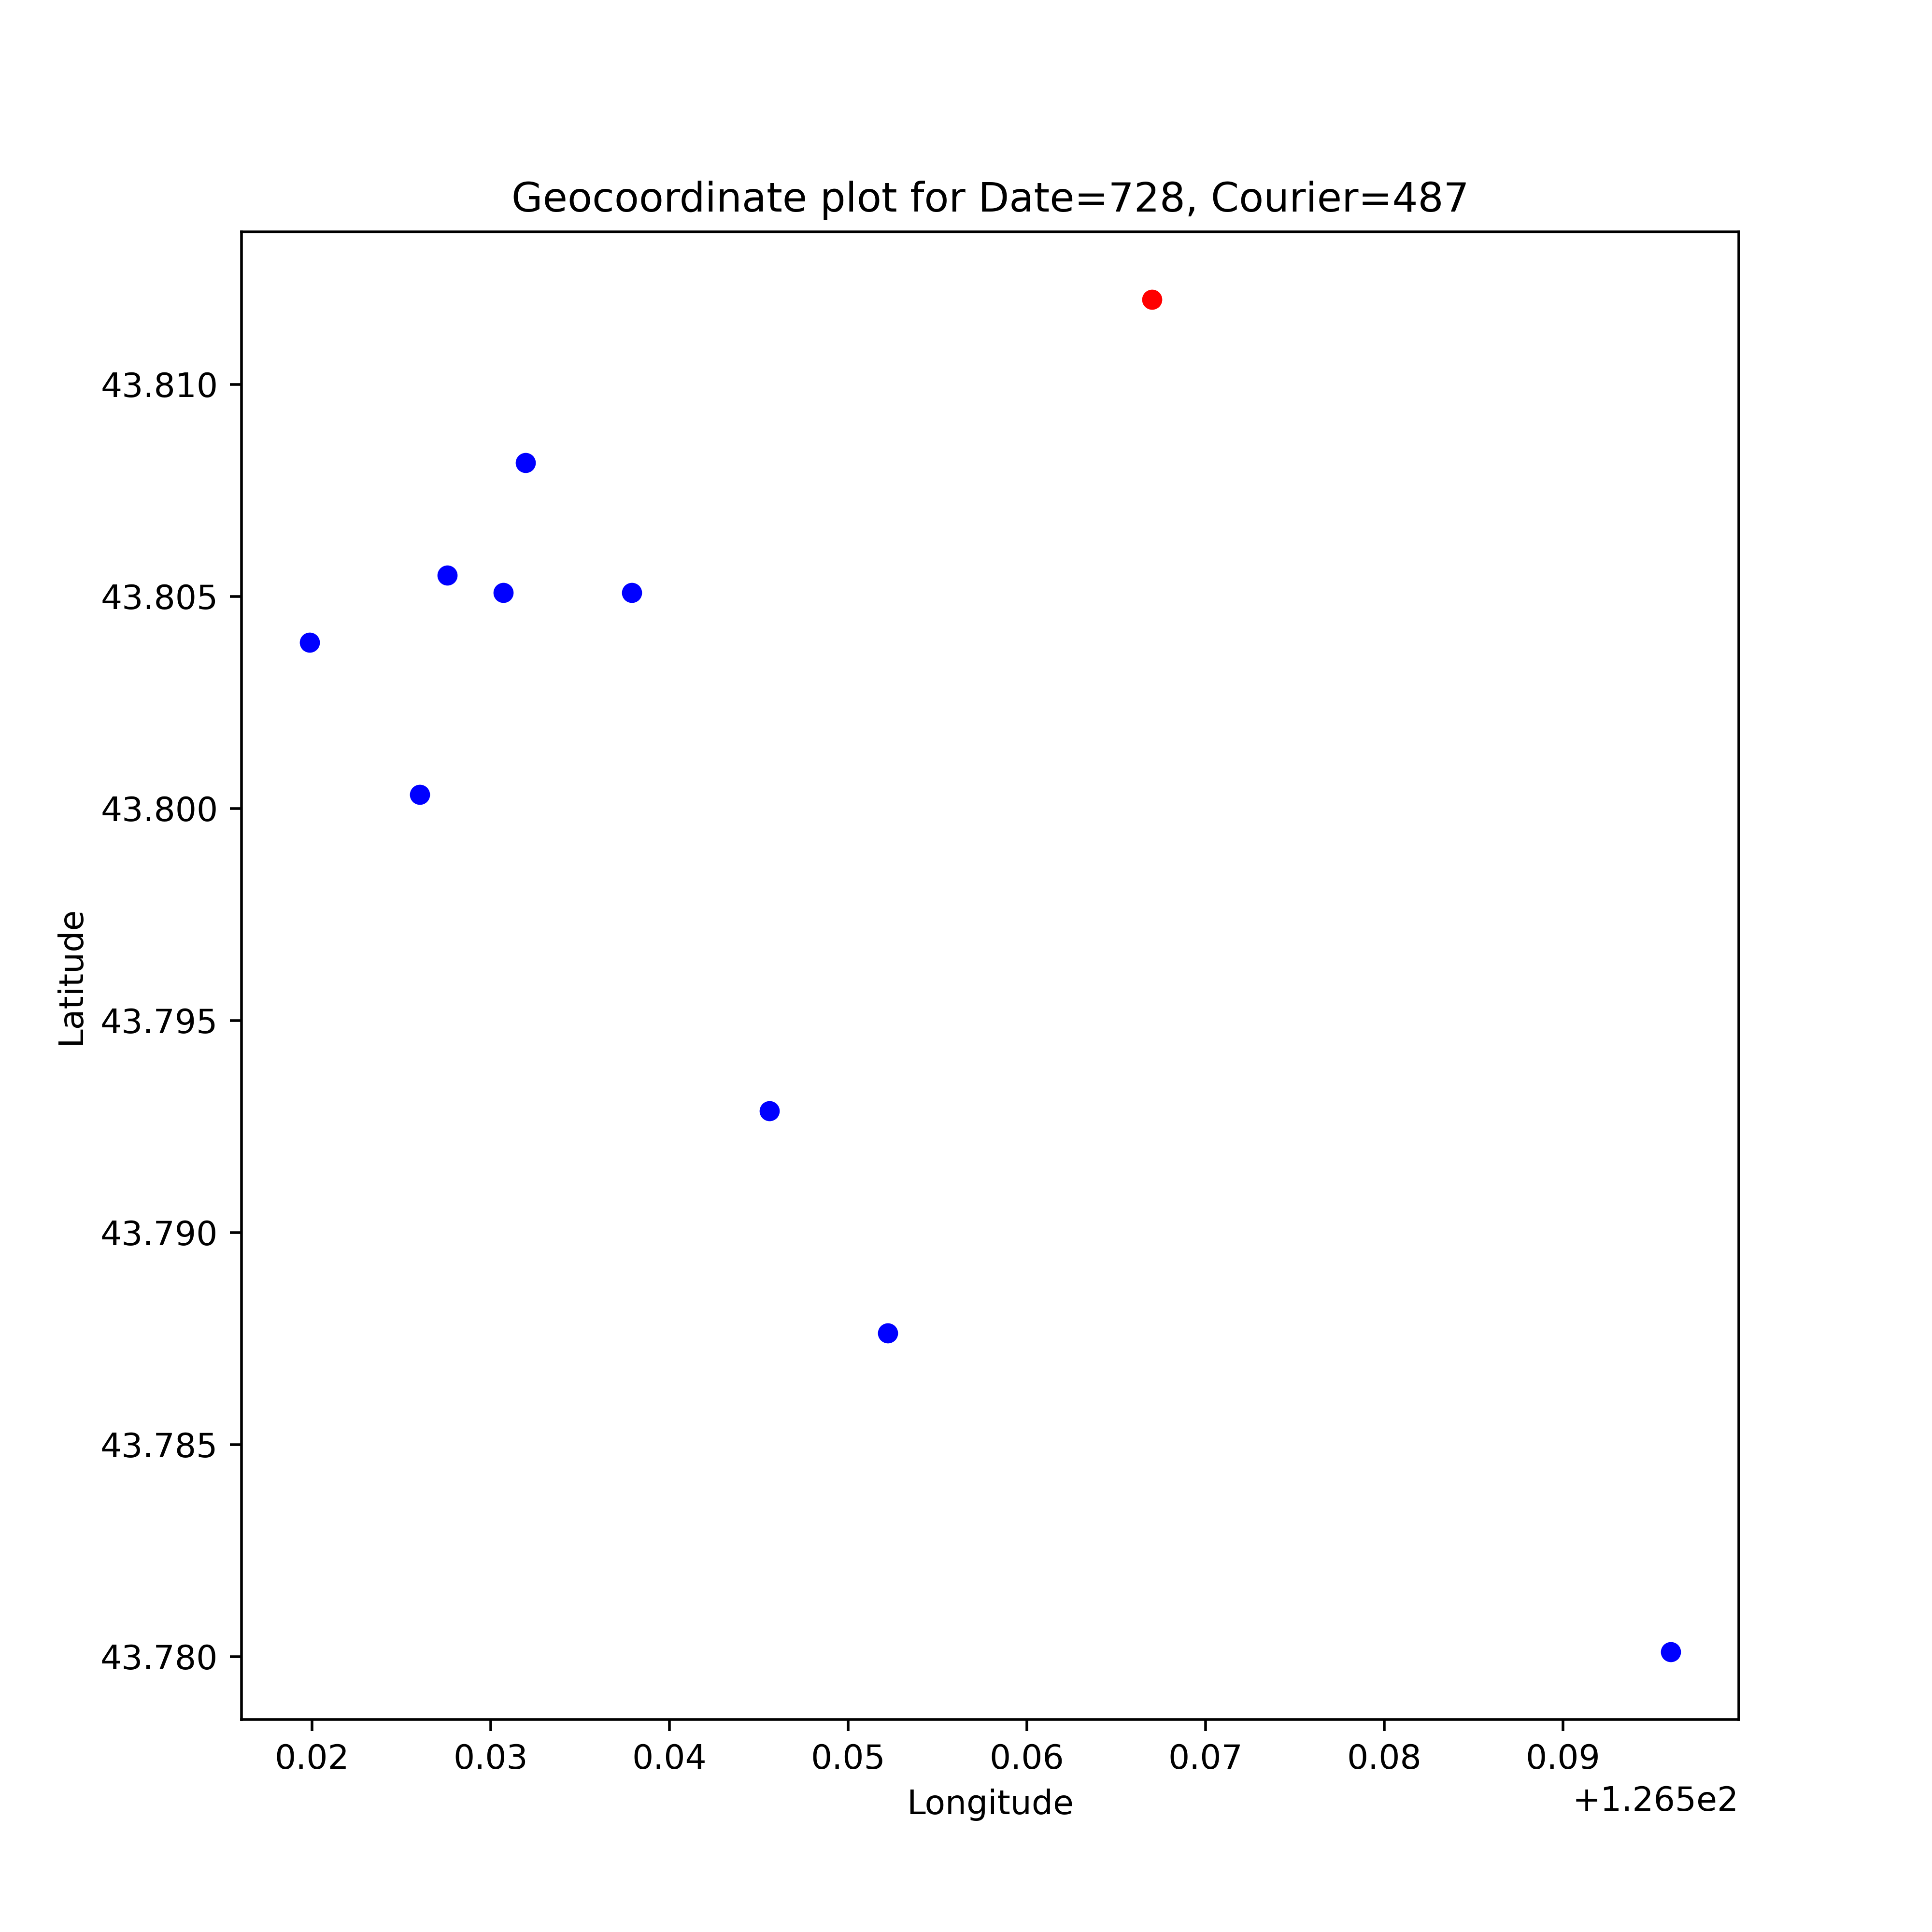 Geocoordinate plot for Date=728, Courier=487
43.810
43.805
43.800
43.795
43.790
43.785
43.780
Latitude
0.02 0.03 0.04 0.05 0.06 0.07 0.08 0.09
Longitude
+1.265e2